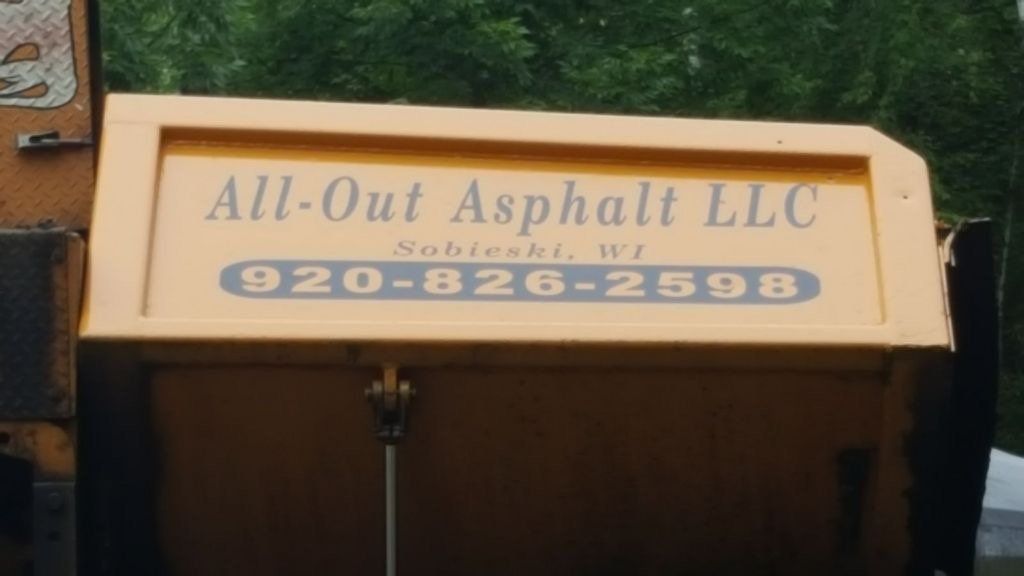 All-Out Asphalt LLC
Sobieski, WI
920-826-2598